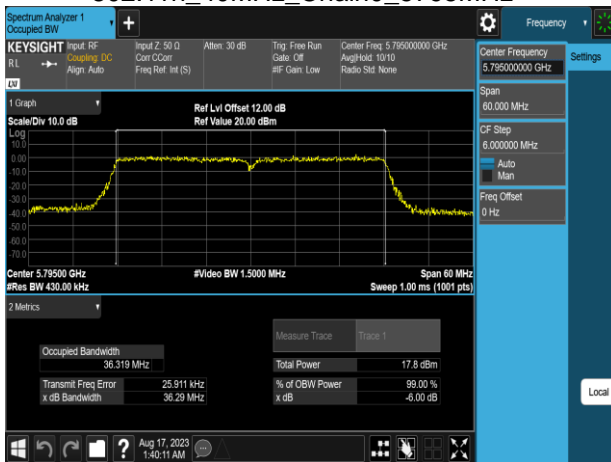 Spectrum Analyzer 1
Occupied BW
+
Frequency
KEYSIGHT
RL
LXI
Input: RF
Coupling: DC
Align: Auto
Input Z: 50 Ω
Corr CCorr
Freq Ref: Int (S)
Atten: 30 dB
Trig: Free Run
Gate: Off
#IF Gain: Low
Center Freq: 5.795000000 GHz
Avg|Hold: 10/10
Radio Std: None
Center Frequency
5.795000000 GHz
Settings
Span
60.000 MHz
CF Step
6.000000 MHz
Auto
Man
Freq Offset
0 Hz
1 Graph
Scale/Div 10.0 dB
Ref Lvl Offset 12.00 dB
Ref Value 20.00 dBm
Log
10.0
0.00
-10.0
-20.0
-30.0
-40.0
-50.0
-60.0
-70.0
Center 5.79500 GHz
#Video BW 1.5000 MHz
Span 60 MHz
#Res BW 430.00 kHz
Sweep 1.00 ms (1001 pts)
2 Metrics
Measure Trace
Trace 1
Occupied Bandwidth
36.319 MHz
Total Power
17.8 dBm
Transmit Freq Error
25.911 kHz
% of OBW Power
99.00 %
x dB Bandwidth
36.29 MHz
x dB
-6.00 dB
Local
?
Aug 17, 2023
1:40:11 AM